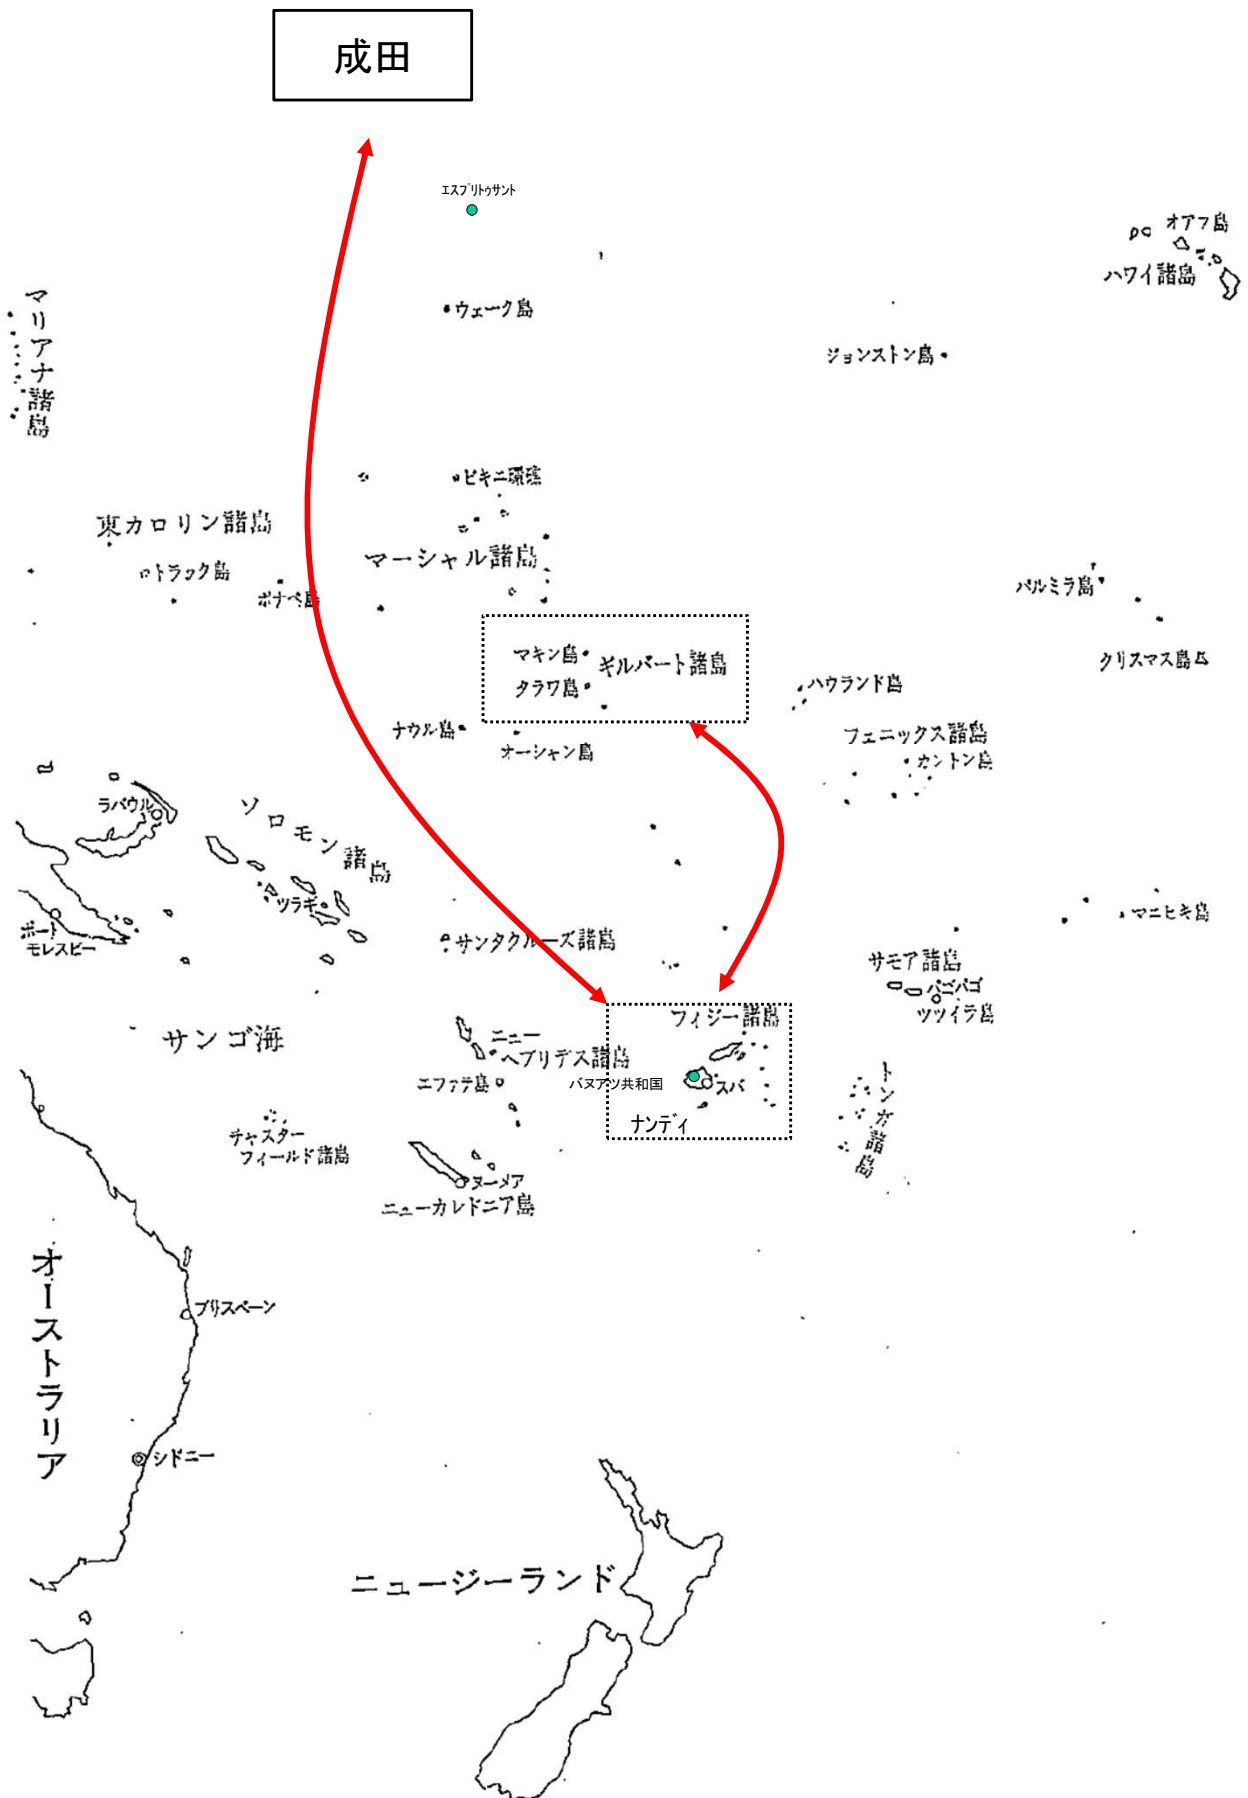 成田
エスプリトゥサント
オアフ島
ハワイ諸島
マリアナ諸島
ウェーク島
ジョンストン島
ビキニ環礁
東カロリン諸島
マーシャル諸島
トラック島
ポナペ島
パルミラ島
クリスマス島
マキン島
ギルバート諸島
タラワ島
ハウランド島
ナウル島
オーシャン島
フェニックス諸島
カントン島
ラバウル
ソロモン諸島
ツラギ
ポート
モレスビー
マニヒキ島
サンタクルーズ諸島
サモア諸島
パゴパゴ
ツツイラ島
フィジー諸島
サンゴ海
ニュー
ヘブリデス諸島
エファテ島
バヌアツ共和国
スバ
ナンディ
トンガ諸島
チャスター
フィールド諸島
ヌーメア
ニューカレドニア島
オーストラリア
ブリスベーン
シドニー
ニュージーランド